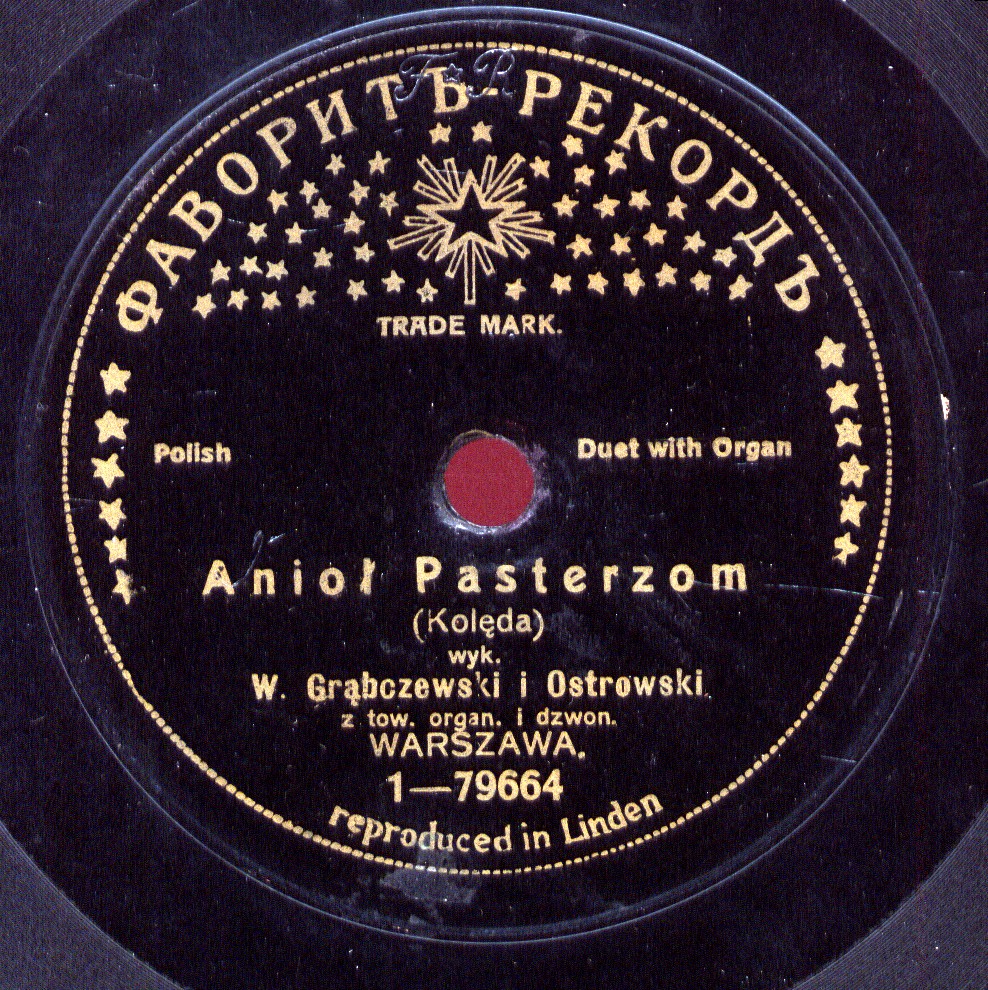 ФАВОРИТЪ-РЕКОРДЪ
F R
TRADE MARK.
Polish
Duet with Organ
Anioł Pasterzom
(Kolęda)
wyk.
W. Grąbczewski i Ostrowski.
z tow. organ. i dzwon.
WARSZAWA.
1—79664
reproduced in Linden